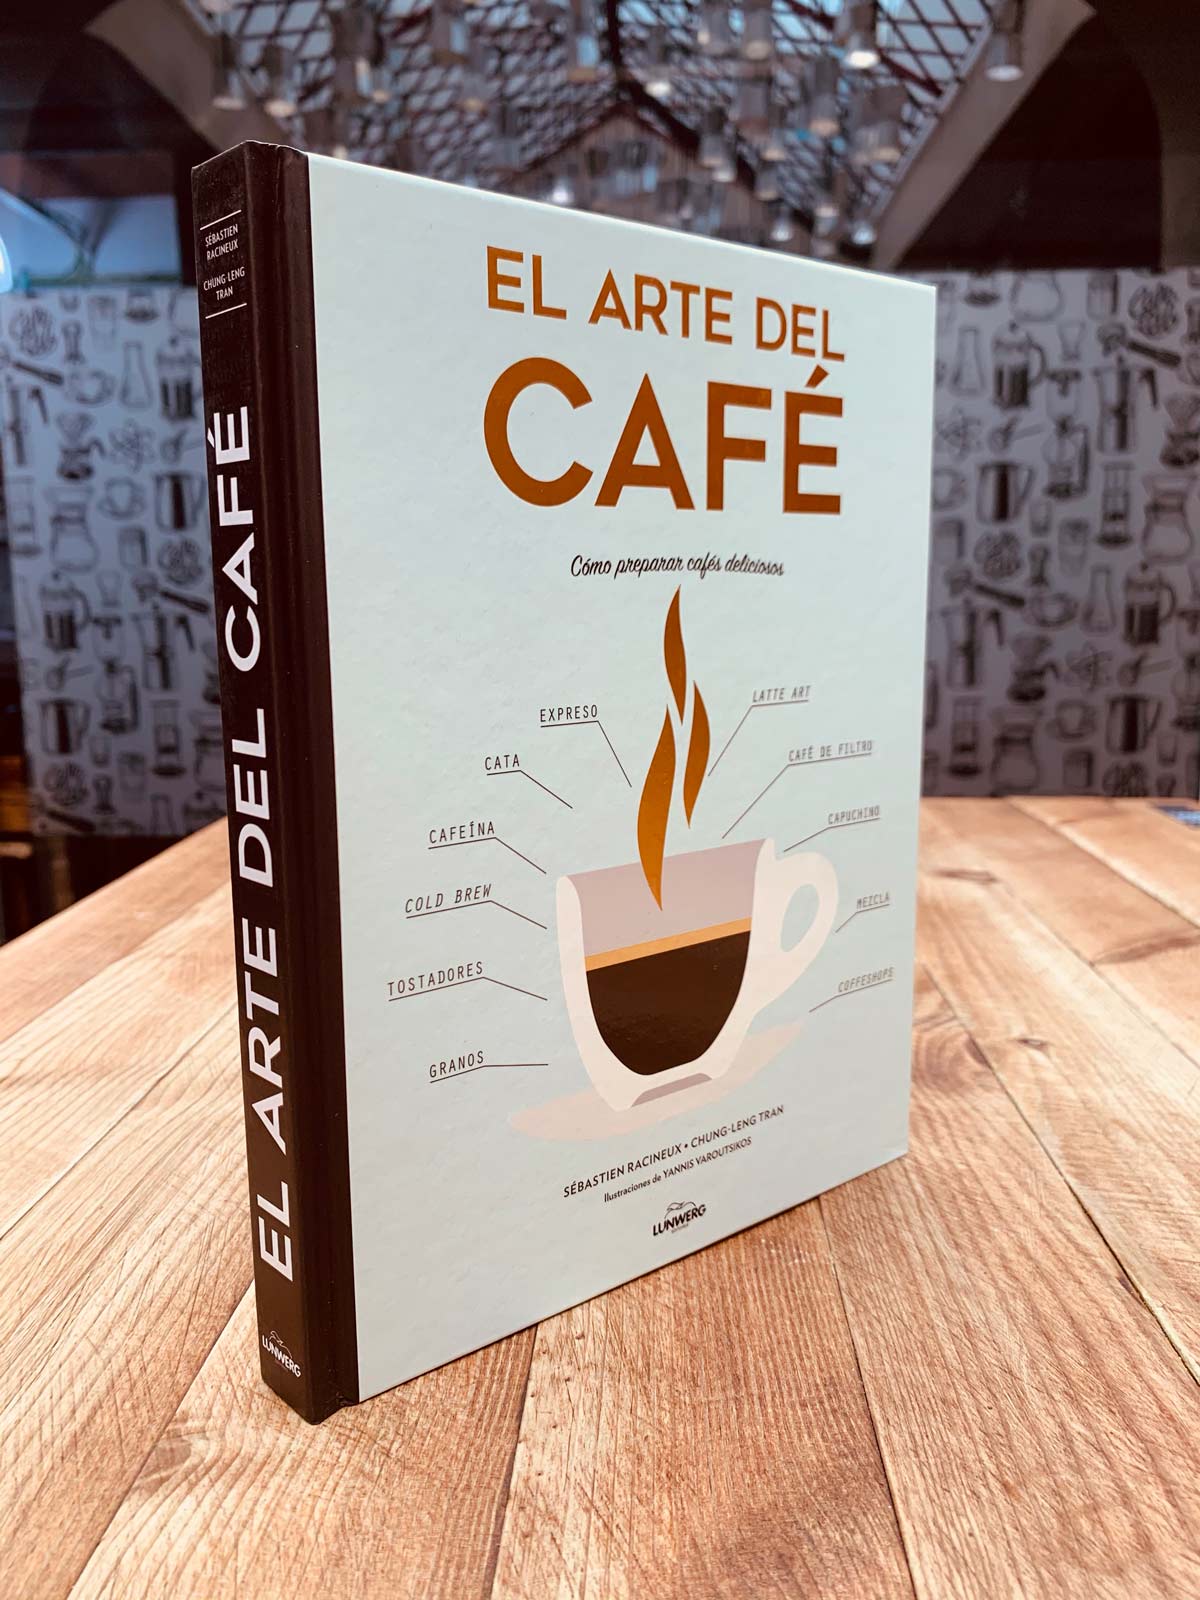 SÉBASTIEN
RACINEUX
CHUNG-LENG
TRAN
EL ARTE DEL CAFÉ
LUNWERG
EL ARTE DEL
CAFÉ
Cómo preparar cafés deliciosos
EXPRESO
LATTE ART
CATA
CAFÉ DE FILTRO
CAFEÍNA
CAPUCHINO
COLD BREW
MEZCLA
TOSTADORES
COFFESHOPS
GRANOS
SÉBASTIEN RACINEUX • CHUNG-LENG TRAN
Ilustraciones de YANNIS VAROUTSIKOS
LUNWERG